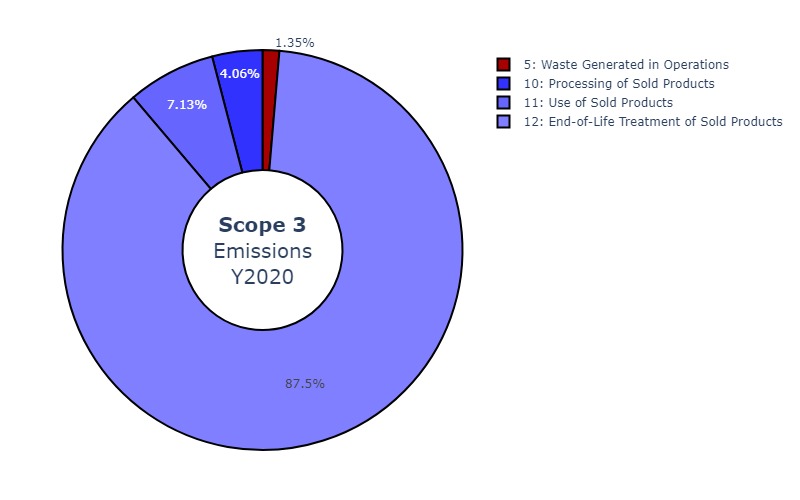 1.35%
4.06%
7.13%
87.5%
Scope 3
Emissions
Y2020
5: Waste Generated in Operations
10: Processing of Sold Products
11: Use of Sold Products
12: End-of-Life Treatment of Sold Products